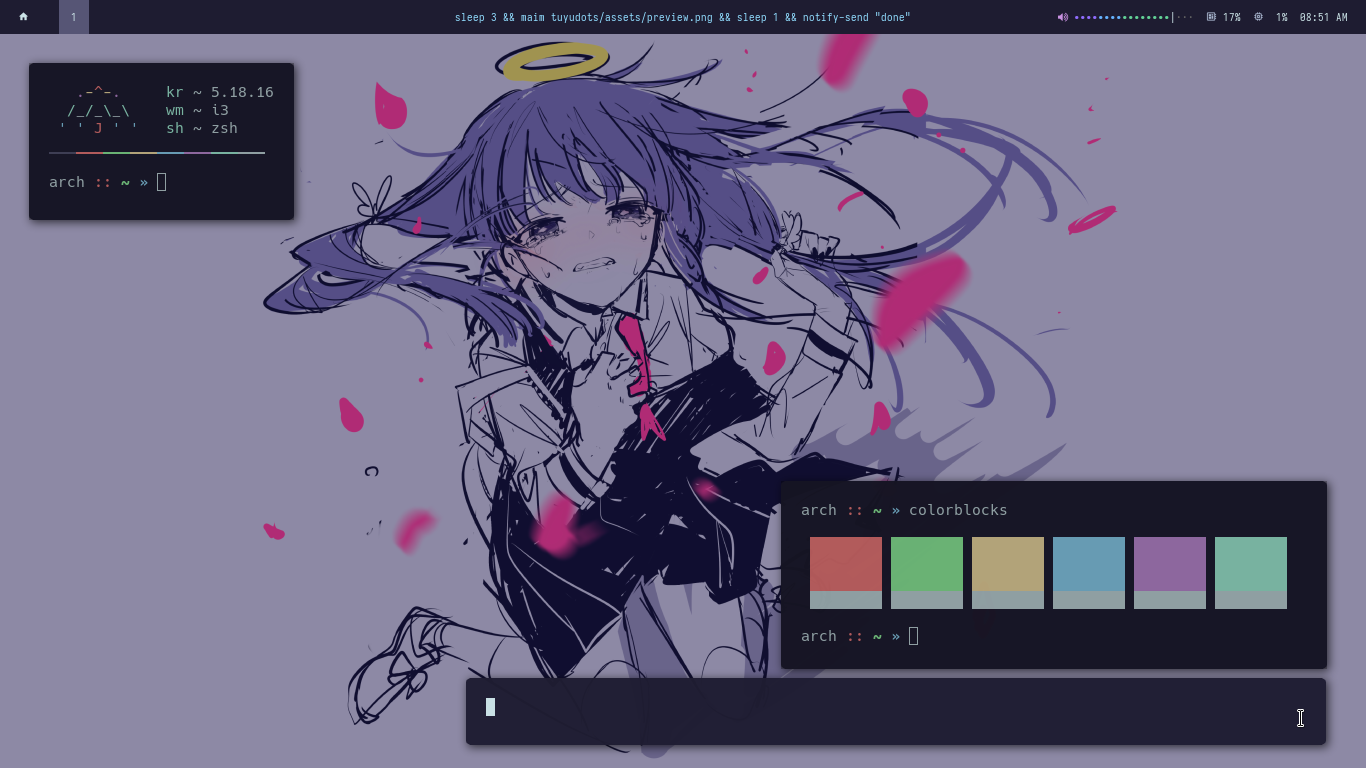 1
sleep 3 && maim tuyudots/assets/preview.png && sleep 1 && notify-send "done"
17%
1%
08:51 AM
.-^-.
/_/_\_\
' ' J ' '
kr ~ 5.18.16
wm ~ i3
sh ~ zsh
arch :: ~ »
arch :: ~ » colorblocks
arch :: ~ »